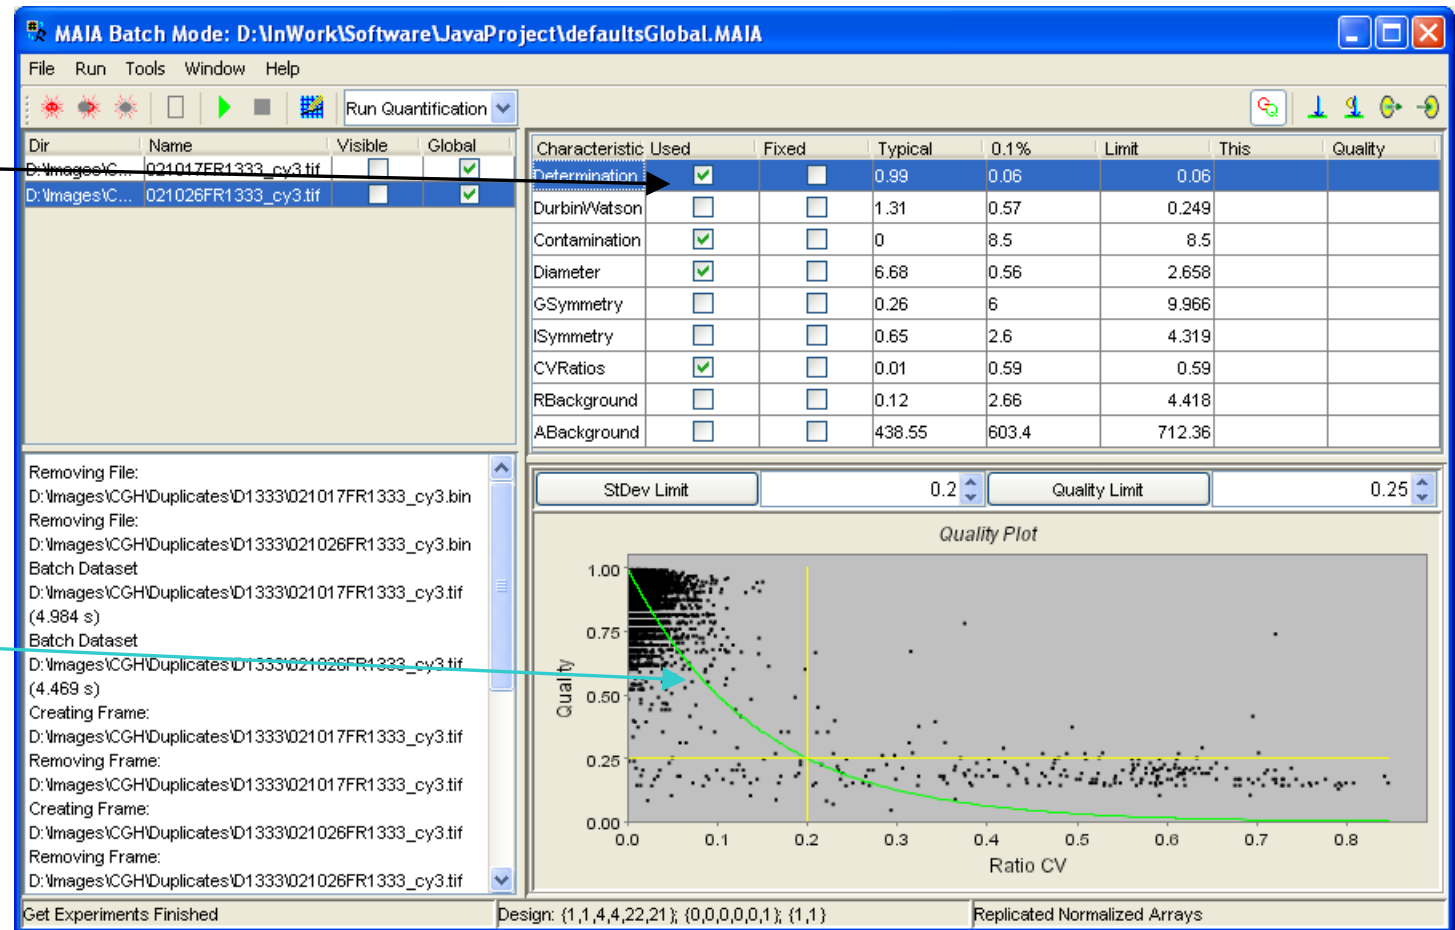 MAIA Batch Mode: D:\InWork\Software\JavaProject\defaultsGlobal.MAIA
File Run Tools Window Help
Run Quantification
Dir Name Visible Global
D:\Images\C... 021017FR1333_cy3.tif
D:\Images\C... 021026FR1333_cy3.tif
Characteristic Used Fixed Typical 0.1% Limit This Quality
Determination 0.99 0.06 0.06
DurbinWatson 1.31 0.57 0.249
Contamination 0 8.5 8.5
Diameter 6.68 0.56 2.658
GSymmetry 0.26 6 9.966
ISymmetry 0.65 2.6 4.319
CVRatios 0.01 0.59 0.59
RBackground 0.12 2.66 4.418
ABackground 438.55 603.4 712.36
Removing File:
D:\Images\CGH\Duplicates\D1333\021017FR1333_cy3.bin
Removing File:
D:\Images\CGH\Duplicates\D1333\021026FR1333_cy3.bin
Batch Dataset
D:\Images\CGH\Duplicates\D1333\021017FR1333_cy3.tif
(4.984 s)
Batch Dataset
D:\Images\CGH\Duplicates\D1333\021026FR1333_cy3.tif
(4.469 s)
Creating Frame:
D:\Images\CGH\Duplicates\D1333\021017FR1333_cy3.tif
Removing Frame:
D:\Images\CGH\Duplicates\D1333\021017FR1333_cy3.tif
Creating Frame:
D:\Images\CGH\Duplicates\D1333\021026FR1333_cy3.tif
Removing Frame:
D:\Images\CGH\Duplicates\D1333\021026FR1333_cy3.tif
StDev Limit 0.2 Quality Limit 0.25
Quality Plot
Quality
1.00
0.75
0.50
0.25
0.00
0.0 0.1 0.2 0.3 0.4 0.5 0.6 0.7 0.8
Ratio CV
Get Experiments Finished
Design: {1,1,4,4,22,21}; {0,0,0,0,0,1}; {1,1}
Replicated Normalized Arrays